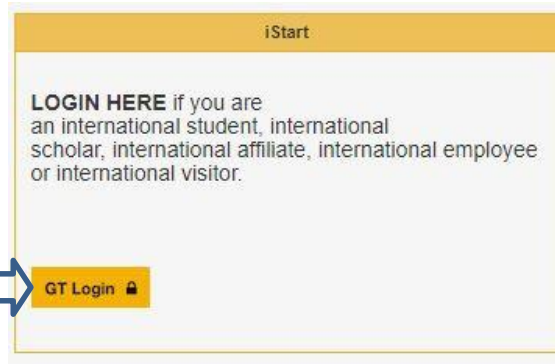 iStart
LOGIN HERE if you are
an international student, international
scholar, international affiliate, international employee
or international visitor.
GT Login